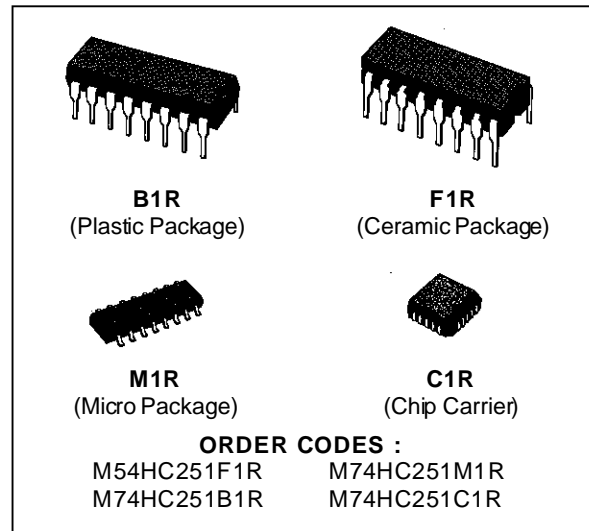 B1R
(Plastic Package)
F1R
(Ceramic Package)
M1R
(Micro Package)
C1R
(Chip Carrier)
ORDER CODES :
M54HC251F1R M74HC251M1R
M74HC251B1R M74HC251C1R